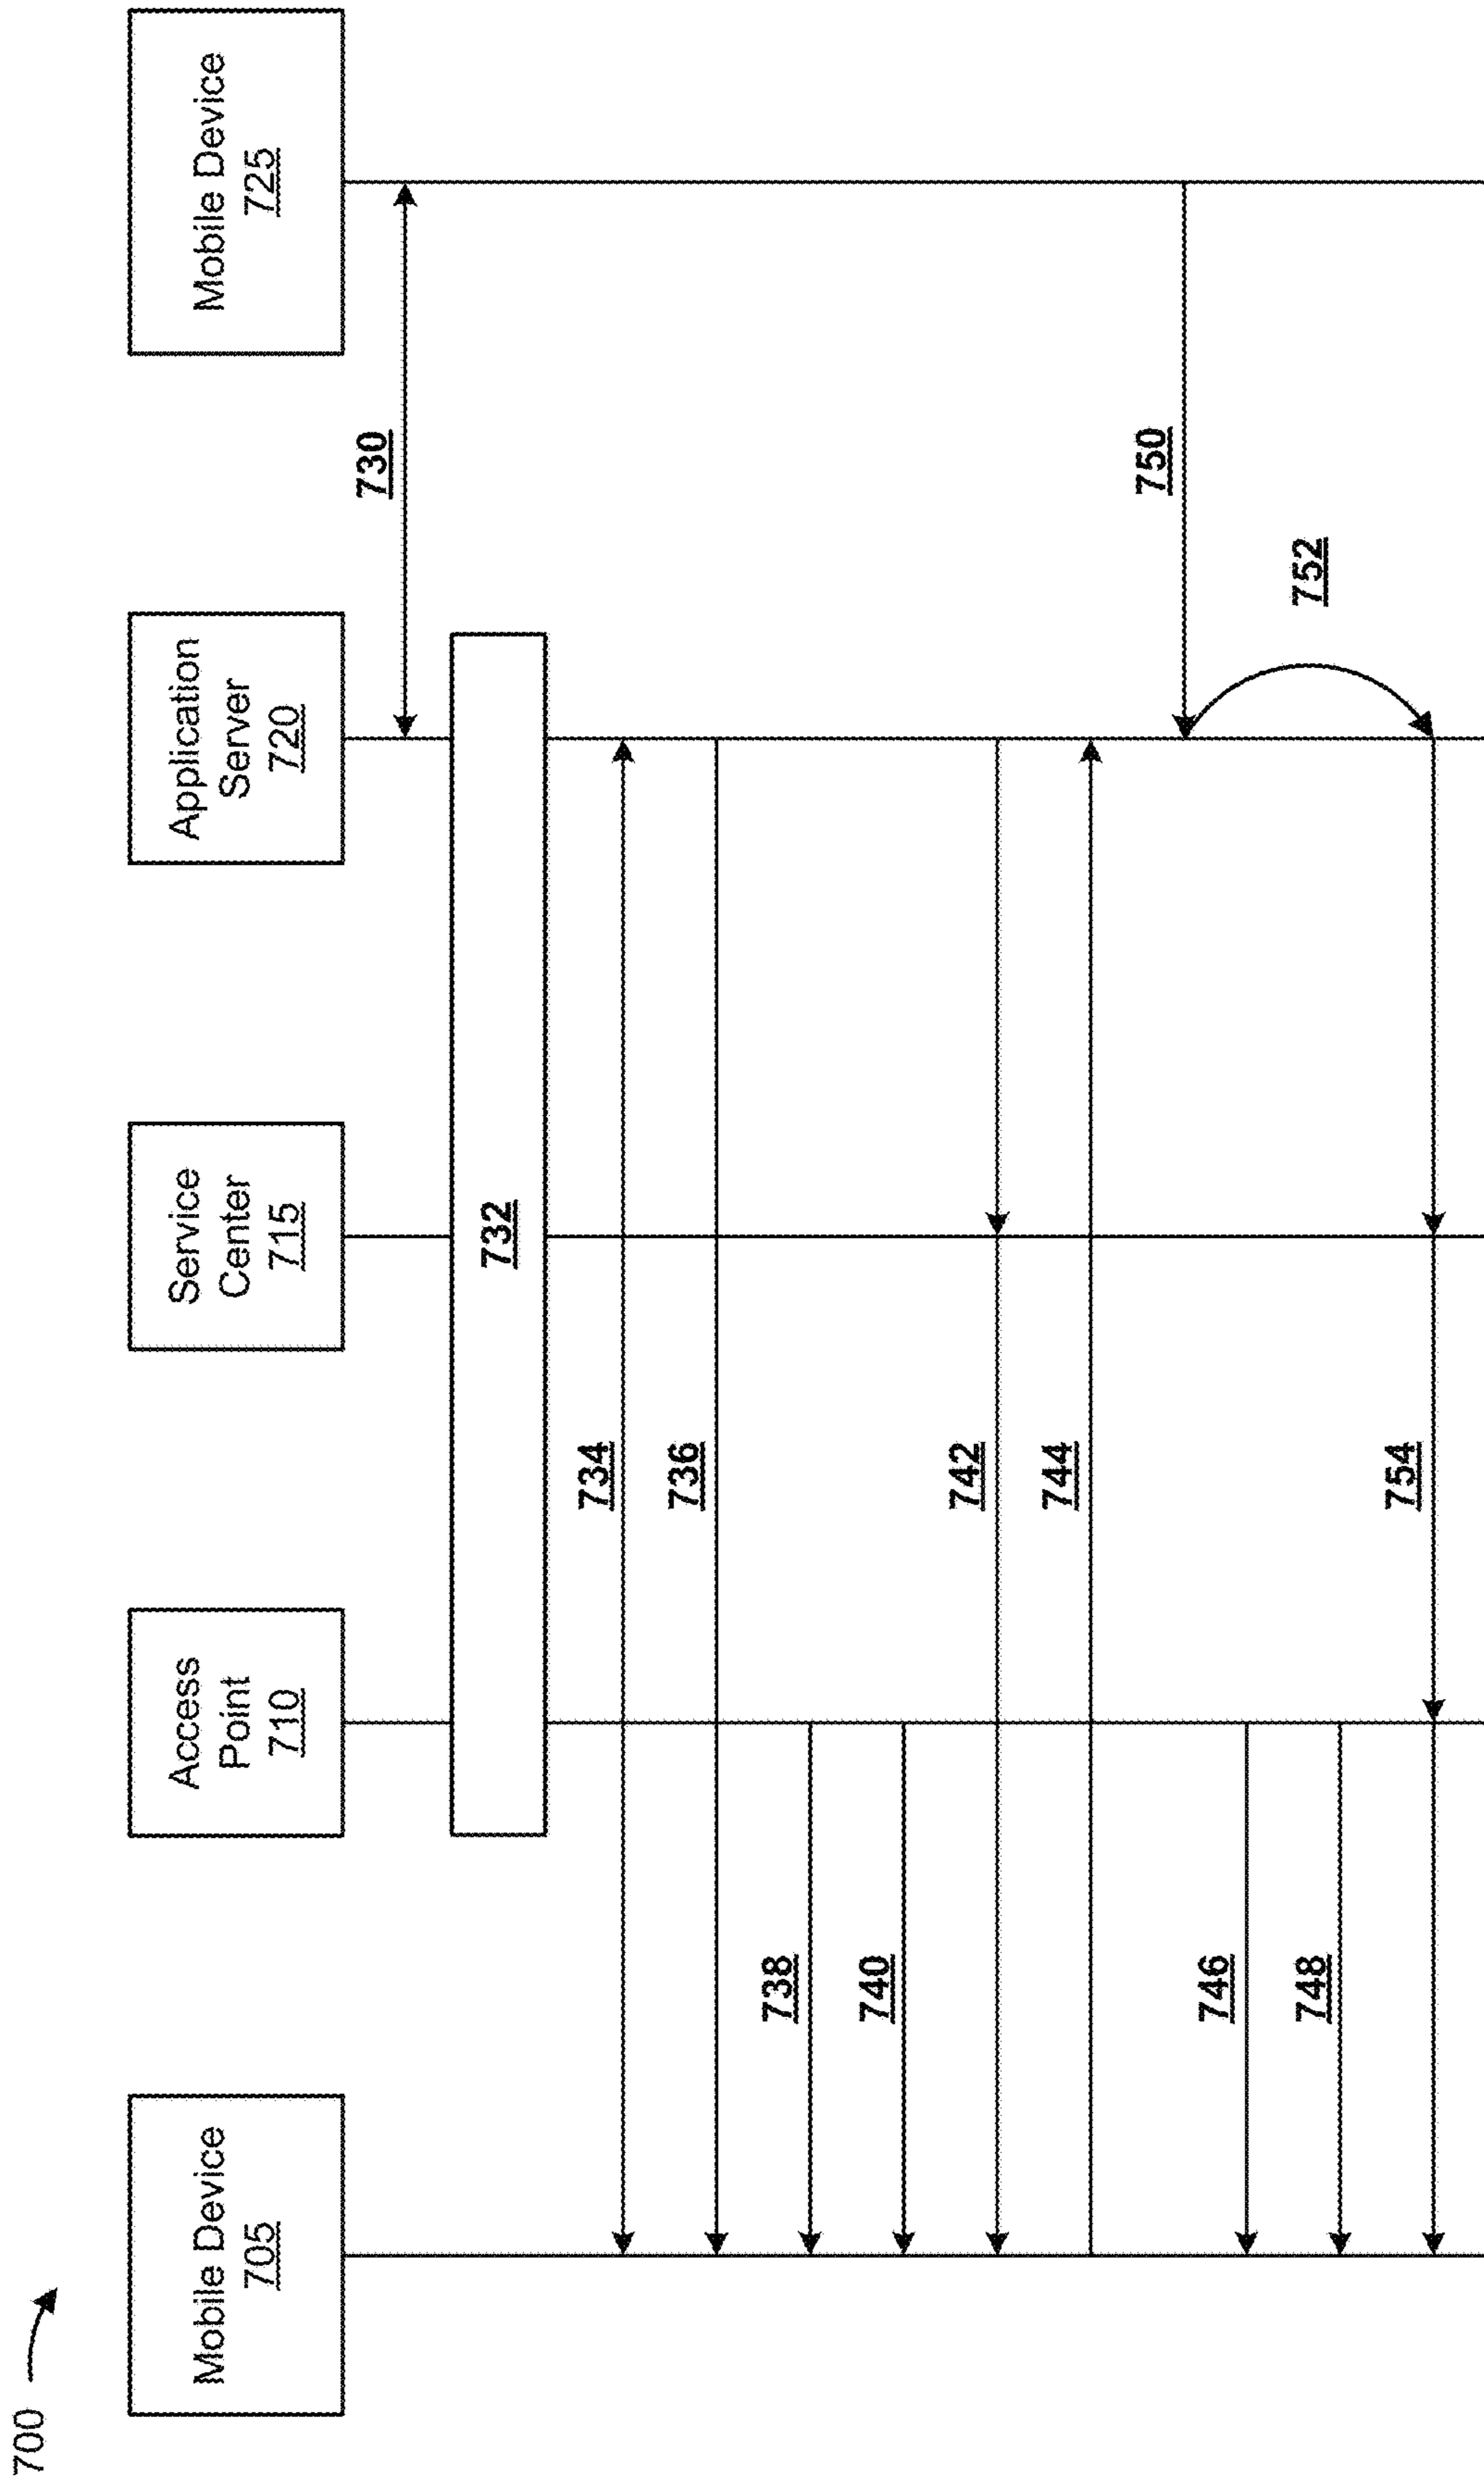 700
Mobile Device
705
Access
Point
710
Service
Center
715
Application
Server
720
Mobile Device
725
730
732
734
736
738
740
742
744
750
746
752
748
754